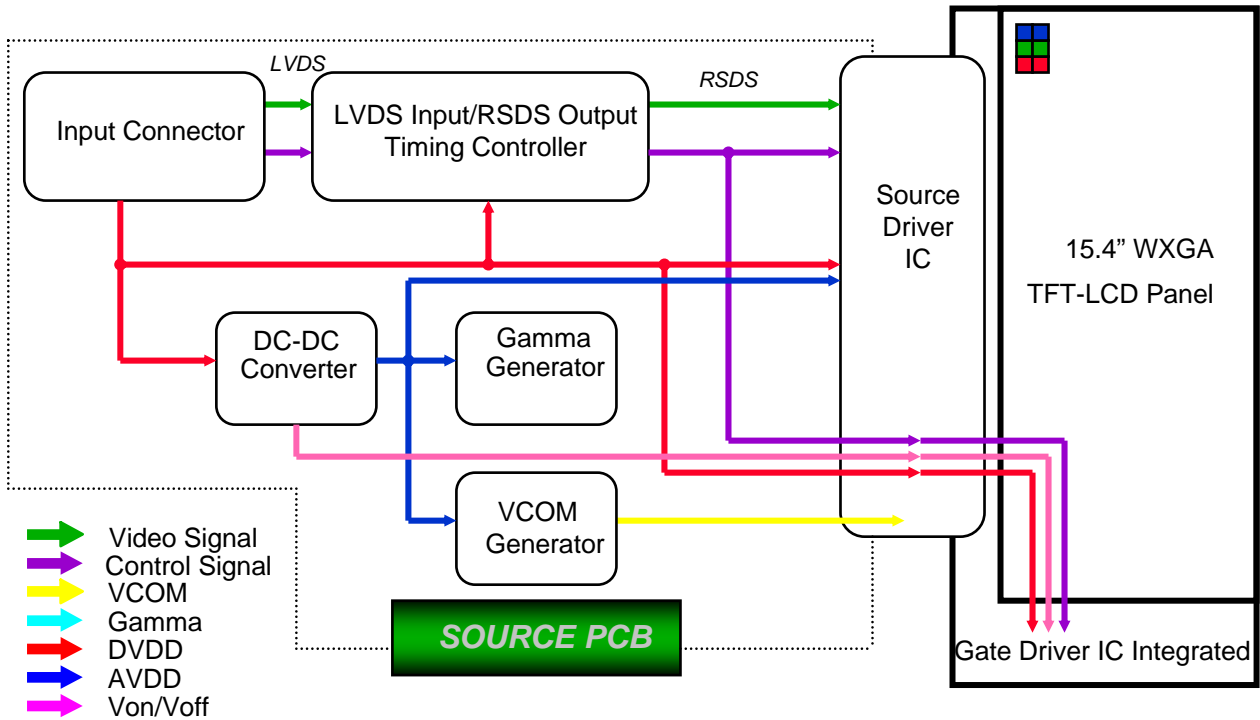 LVDS
RSDS
Input Connector
LVDS Input/RSDS Output
Timing Controller
Source
Driver
IC
15.4” WXGA
TFT-LCD Panel
DC-DC
Converter
Gamma
Generator
VCOM
Generator
Video Signal
Control Signal
VCOM
Gamma
DVDD
AVDD
Von/Voff
SOURCE PCB
Gate Driver IC Integrated